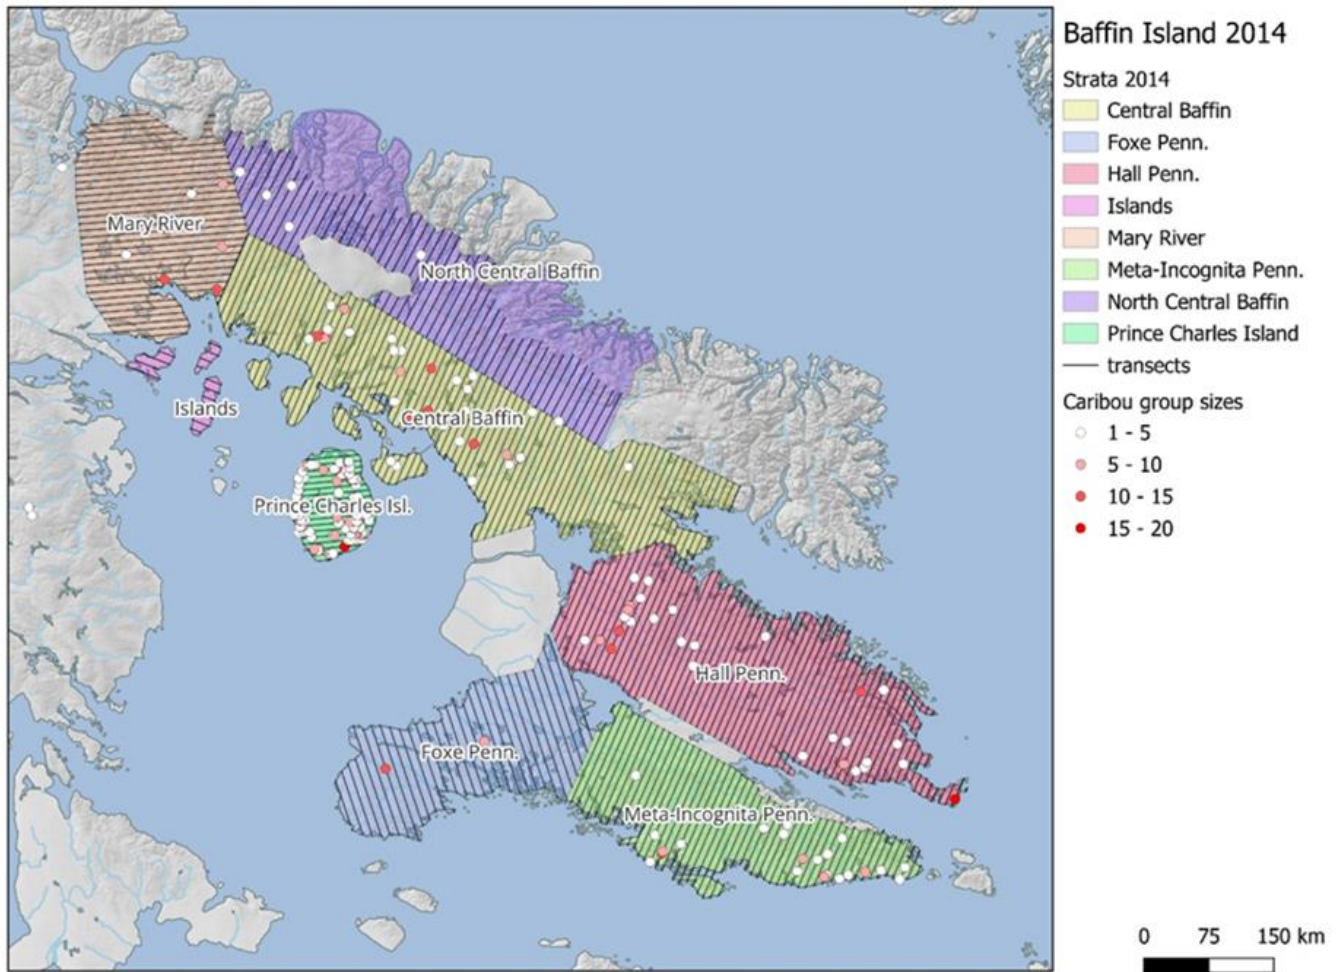 Baffin Island 2014
Strata 2014
Central Baffin
Foxe Penn.
Hall Penn.
Islands
Mary River
Meta-Incognita Penn.
North Central Baffin
Prince Charles Island
transects
Caribou group sizes
1 - 5
5 - 10
10 - 15
15 - 20
Mary River
North Central Baffin
Islands
Central Baffin
Prince Charles Isl.
Hall Penn.
Foxe Penn.
Meta-Incognita Penn.
0 75 150 km